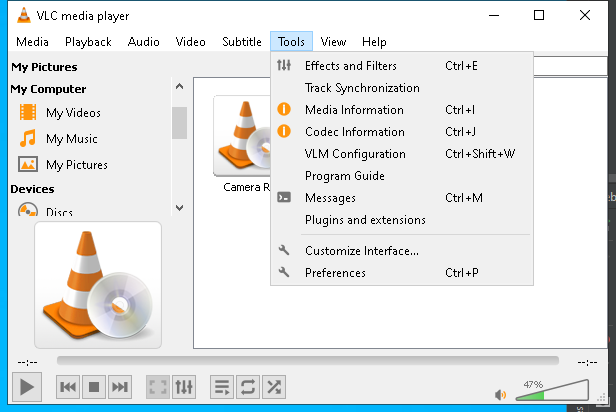 VLC media player
Media Playback Audio Video Subtitle Tools View Help
My Pictures
My Computer
My Videos
My Music
My Pictures
Devices
Discs
Camera R
Effects and Filters Ctrl+E
Track Synchronization
Media Information Ctrl+I
Codec Information Ctrl+J
VLM Configuration Ctrl+Shift+W
Program Guide
Messages Ctrl+M
Plugins and extensions
Customize Interface...
Preferences Ctrl+P
--:-- --:--
47%